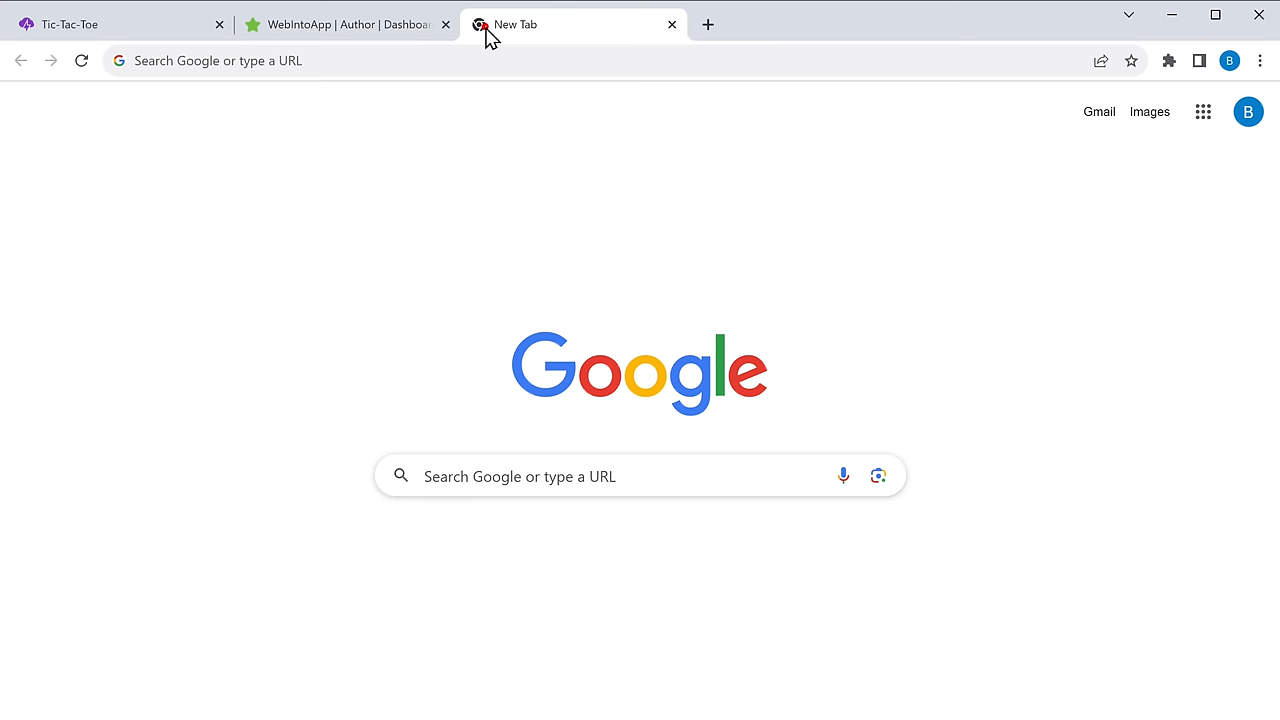 Tic-Tac-Toe
WebIntoApp | Author | Dashboar
New Tab
Search Google or type a URL
B
Gmail
Images
B
Google
Search Google or type a URL